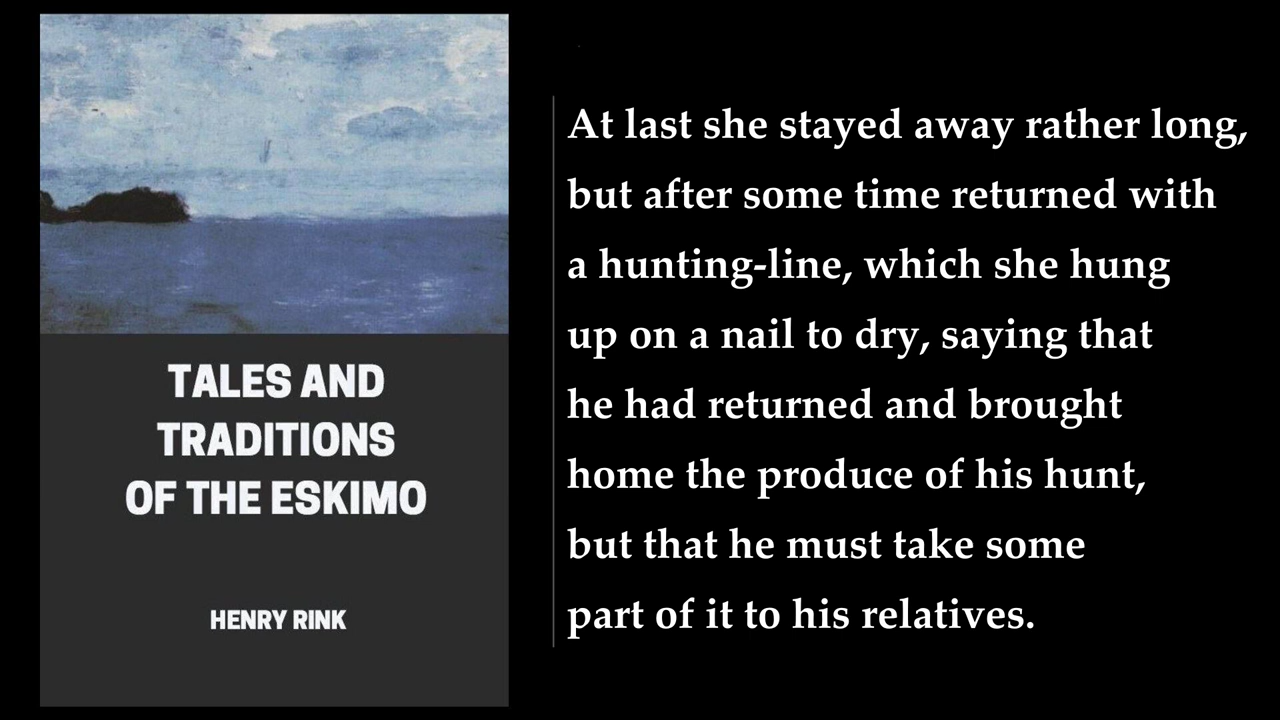 TALES AND
TRADITIONS
OF THE ESKIMO
HENRY RINK
At last she stayed away rather long,
but after some time returned with
a hunting-line, which she hung
up on a nail to dry, saying that
he had returned and brought
home the produce of his hunt,
but that he must take some
part of it to his relatives.